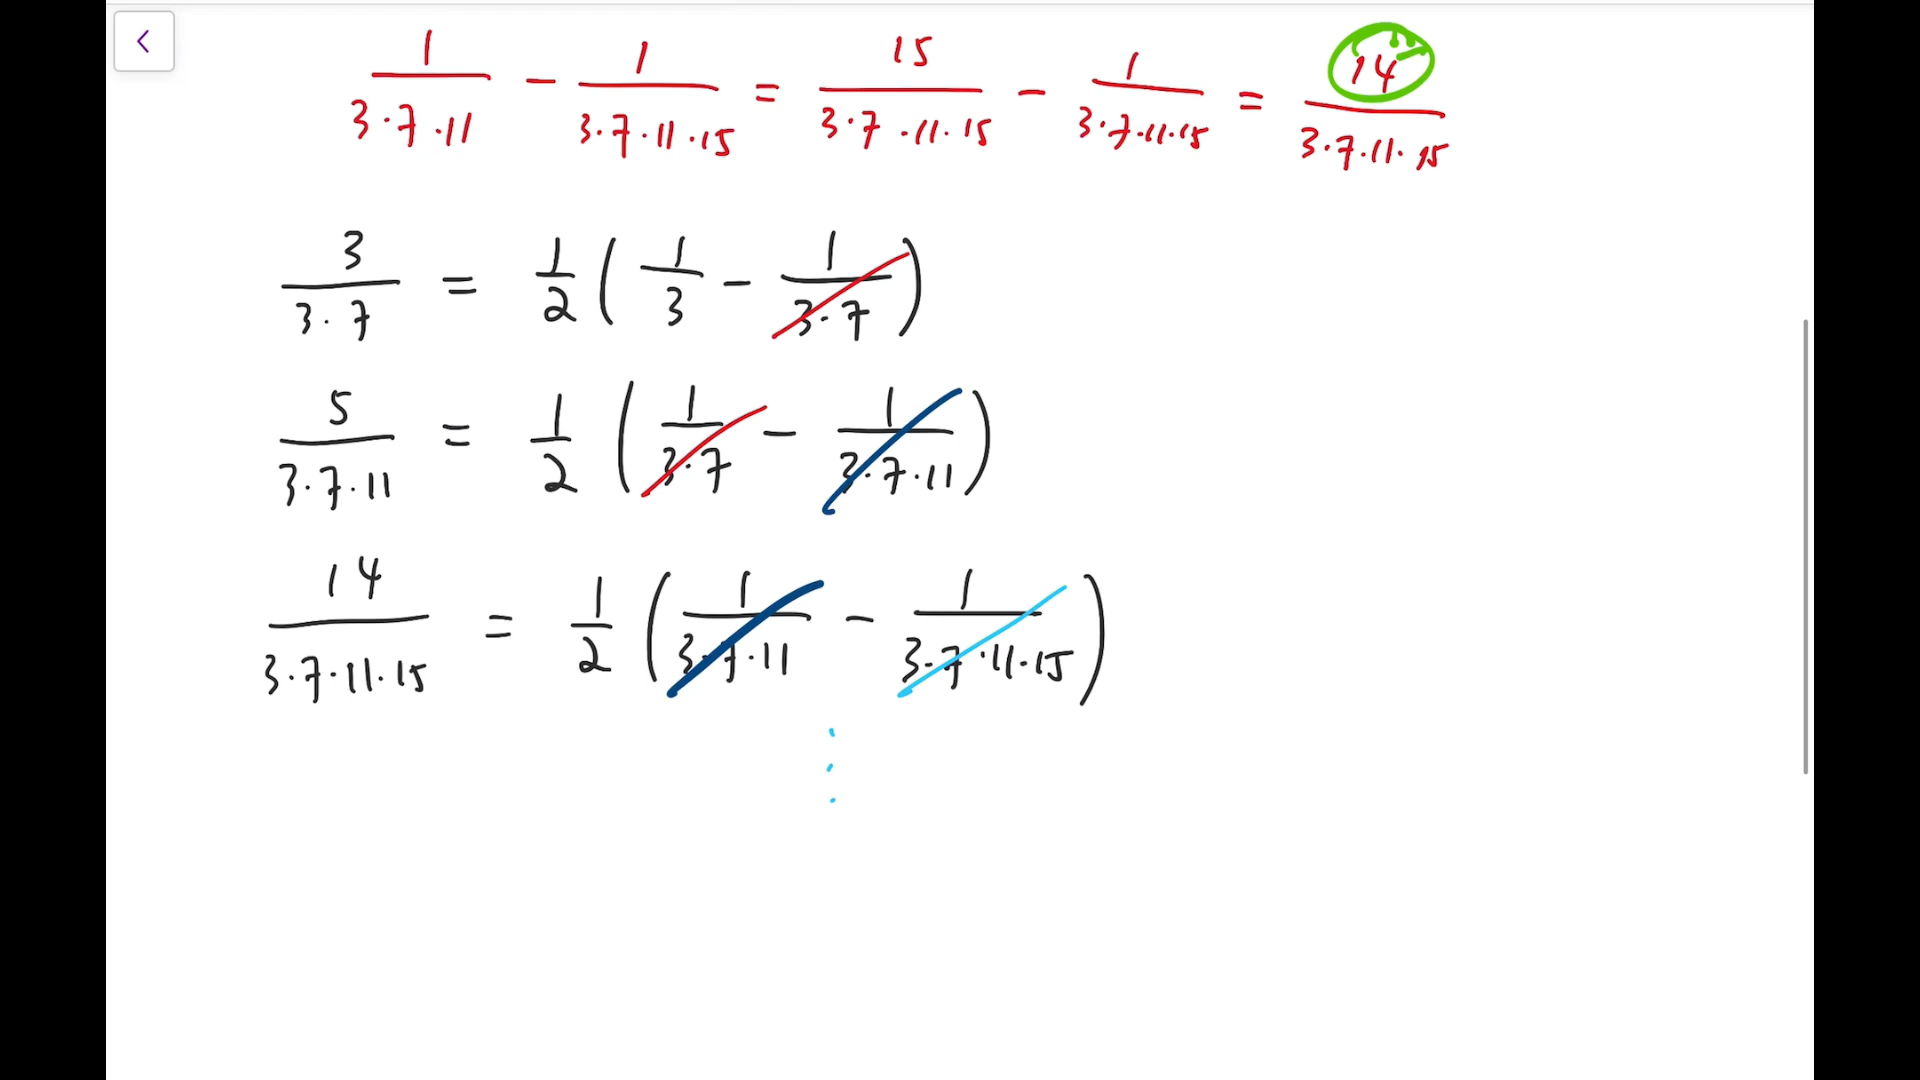 1/(3·7·11) - 1/(3·7·11·15) = 15/(3·7·11·15) - 1/(3·7·11·15) = 14/(3·7·11·15)
3/(3·7) = 1/2 ( 1/3 - 1/(3·7) )
5/(3·7·11) = 1/2 ( 1/(3·7) - 1/(3·7·11) )
14/(3·7·11·15) = 1/2 ( 1/(3·7·11) - 1/(3·7·11·15) )
⋮